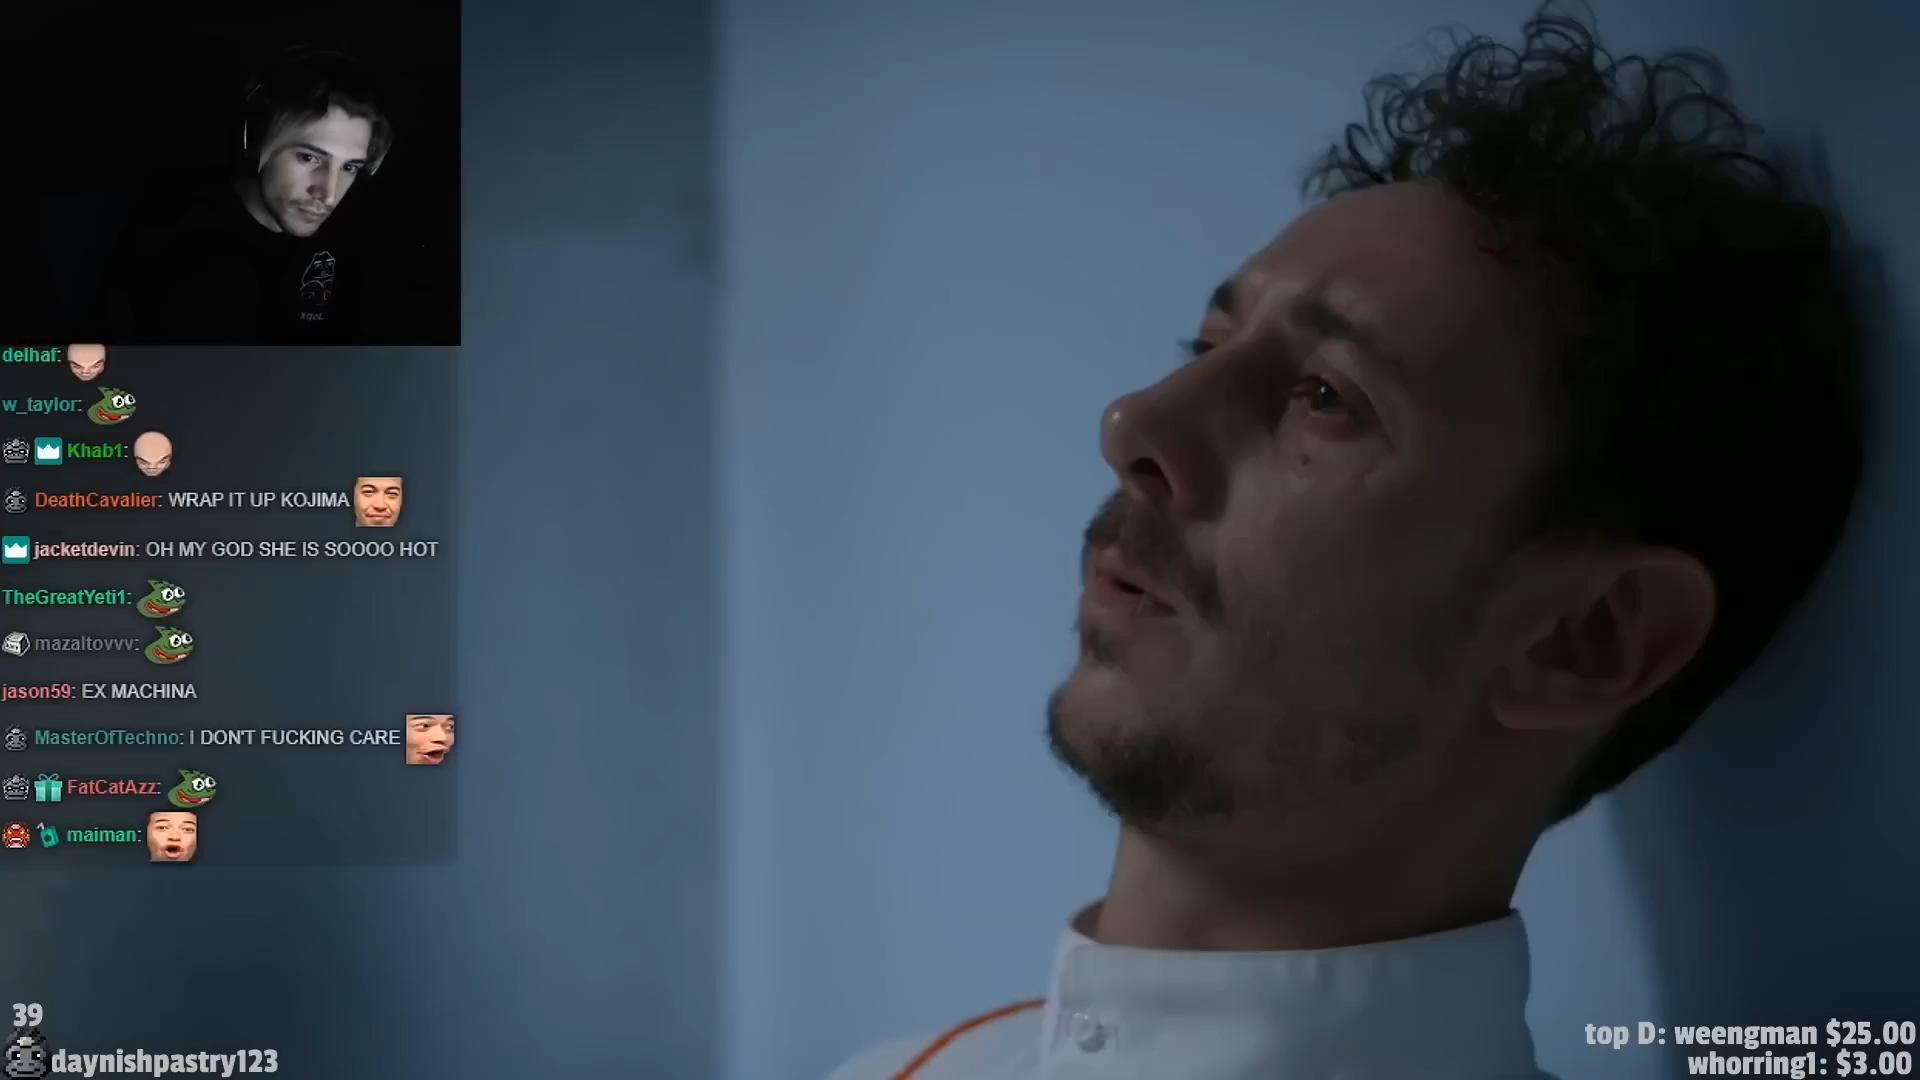 xQcL
delhaf:
w_taylor:
Khab1:
DeathCavalier: WRAP IT UP KOJIMA
jacketdevin: OH MY GOD SHE IS SOOOO HOT
TheGreatYeti1:
mazaltovvv:
jason59: EX MACHINA
MasterOfTechno: I DON'T FUCKING CARE
FatCatAzz:
maiman:
39
daynishpastry123
top D: weengman $25.00
whorring1: $3.00